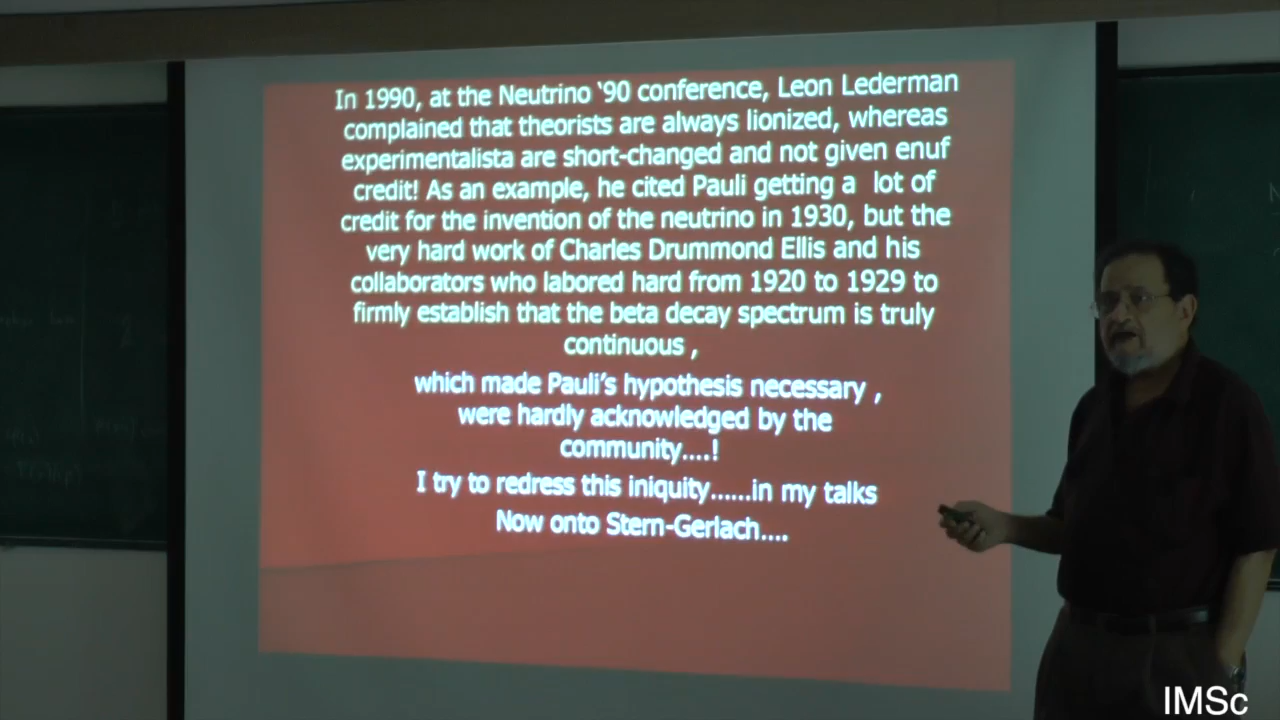 In 1990, at the Neutrino ‘90 conference, Leon Lederman
complained that theorists are always lionized, whereas
experimentalista are short-changed and not given enuf
credit! As an example, he cited Pauli getting a lot of
credit for the invention of the neutrino in 1930, but the
very hard work of Charles Drummond Ellis and his
collaborators who labored hard from 1920 to 1929 to
firmly establish that the beta decay spectrum is truly
continuous ,
which made Pauli’s hypothesis necessary ,
were hardly acknowledged by the
community....!
I try to redress this iniquity......in my talks
Now onto Stern-Gerlach....
IMSc